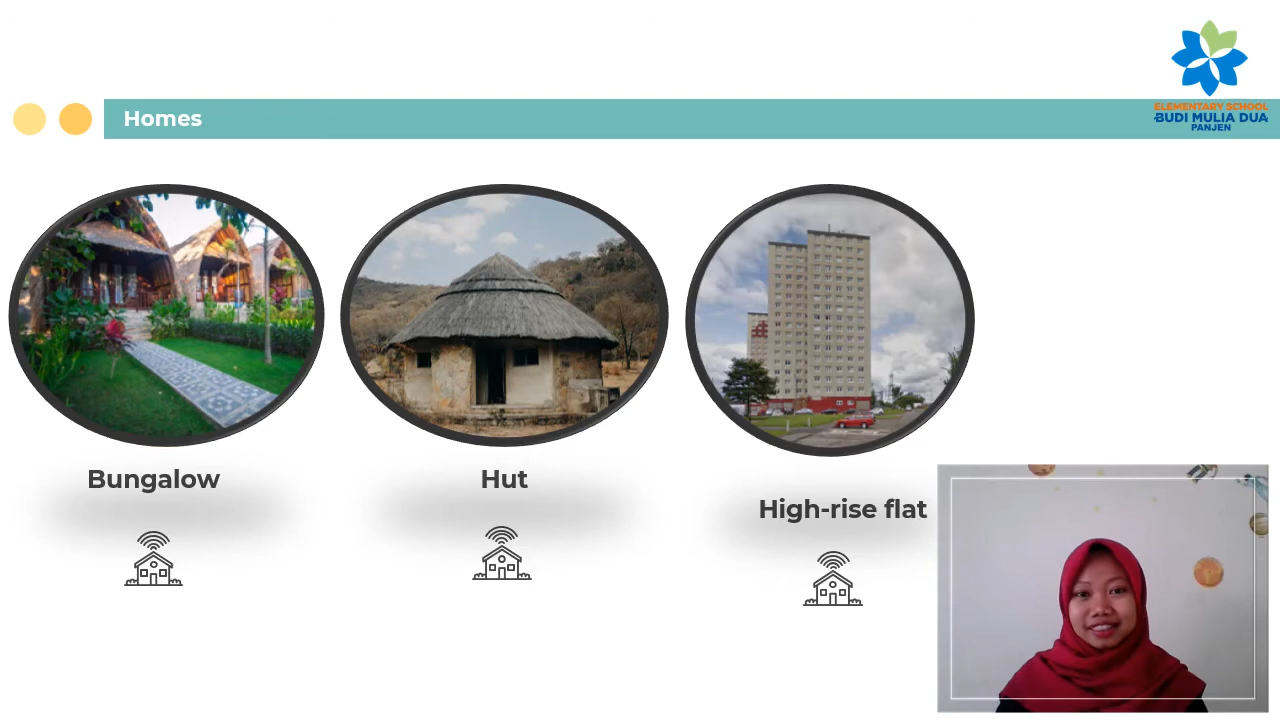 ELEMENTARY SCHOOL
BUDI MULIA DUA
PANJEN
Homes
Bungalow
Hut
High-rise flat